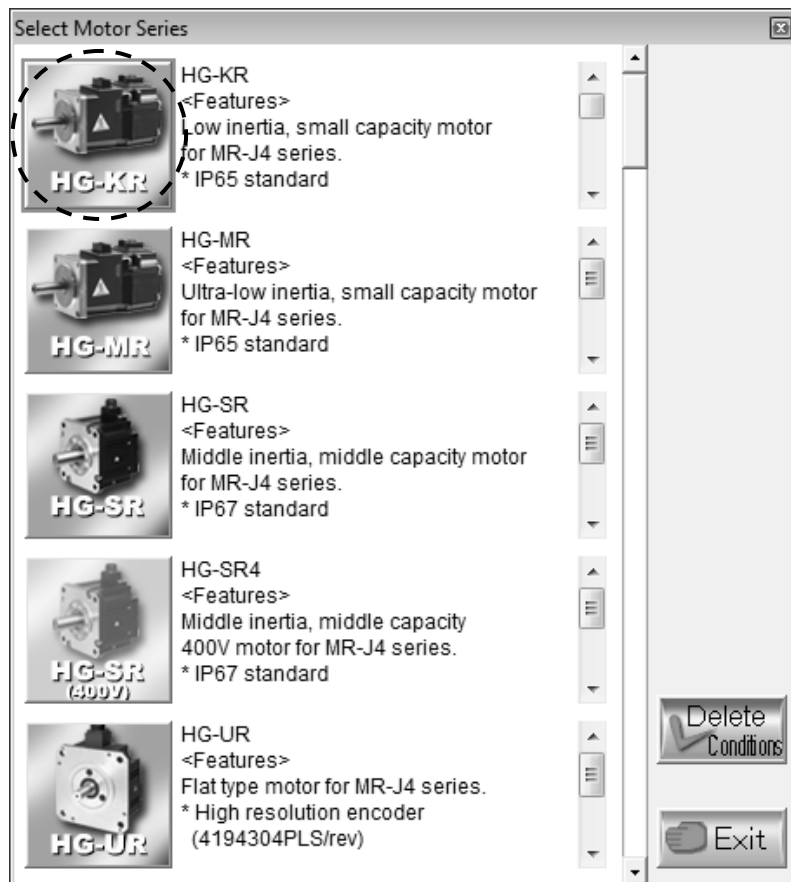 Select Motor Series
HG-KR
HG-KR
<Features>
Low inertia, small capacity motor
for MR-J4 series.
* IP65 standard
HG-MR
HG-MR
<Features>
Ultra-low inertia, small capacity motor
for MR-J4 series.
* IP65 standard
HG-SR
HG-SR
<Features>
Middle inertia, middle capacity motor
for MR-J4 series.
* IP67 standard
HG-SR
(400V)
HG-SR4
<Features>
Middle inertia, middle capacity
400V motor for MR-J4 series.
* IP67 standard
HG-UR
HG-UR
<Features>
Flat type motor for MR-J4 series.
* High resolution encoder
(4194304PLS/rev)
Delete
Conditions
Exit